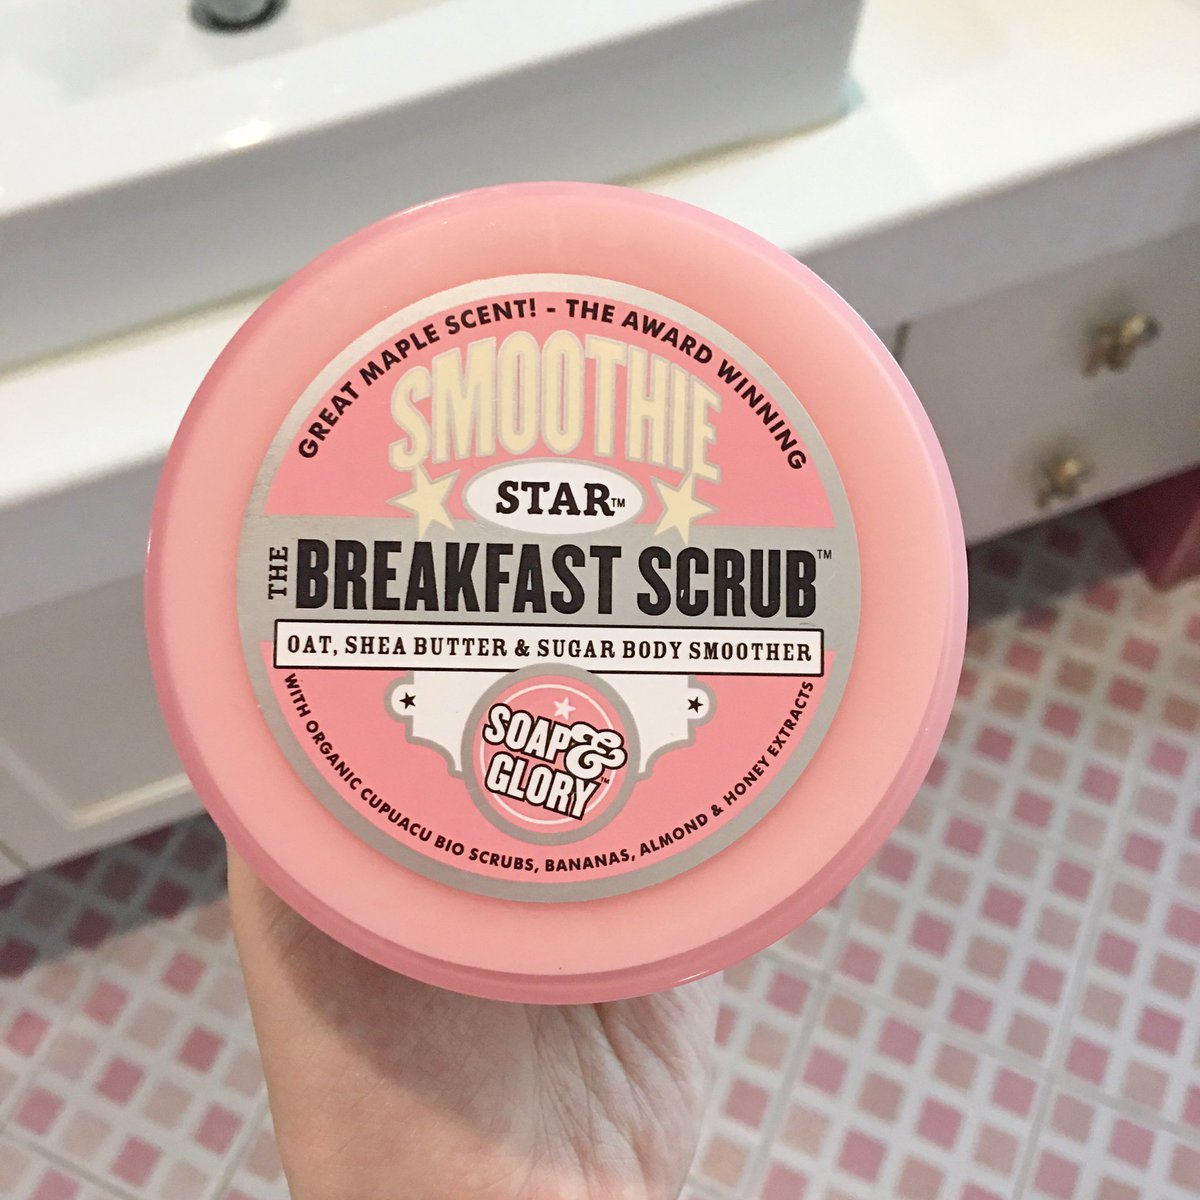 GREAT MAPLE SCENT! - THE AWARD WINNING
SMOOTHIE
STAR™
THE BREAKFAST SCRUB™
OAT, SHEA BUTTER & SUGAR BODY SMOOTHER
SOAP&
GLORY™
WITH ORGANIC CUPUACU BIO SCRUBS, BANANAS, ALMOND & HONEY EXTRACTS